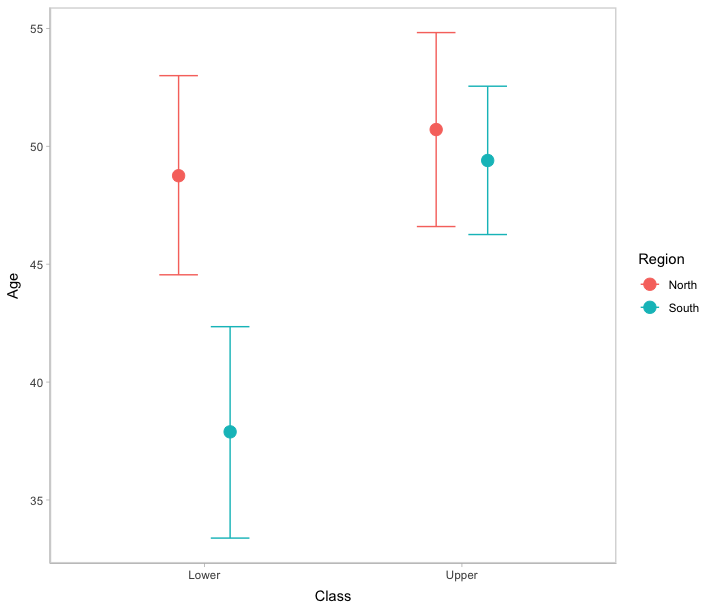 55
50
45
40
35
Age
Lower
Upper
Class
Region
North
South